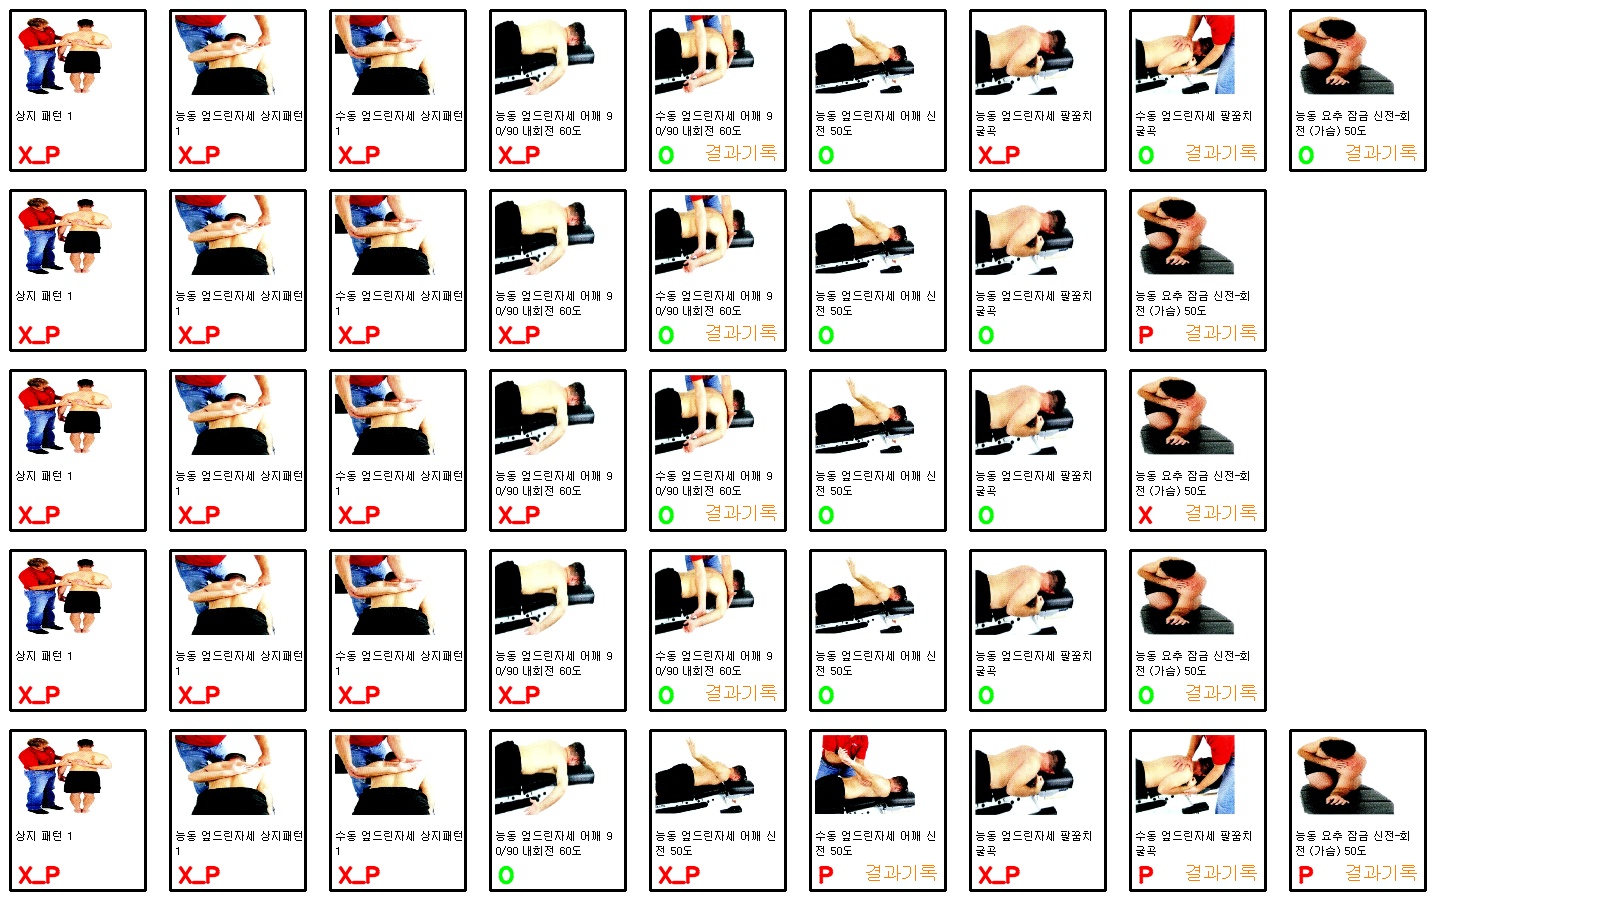 상지 패턴 1
X_P
능동 엎드린자세 상지패턴
1
X_P
수동 엎드린자세 상지패턴
1
X_P
능동 엎드린자세 어깨 9
0/90 내회전 60도
X_P
수동 엎드린자세 어깨 9
0/90 내회전 60도
O 결과기록
능동 엎드린자세 어깨 신
전 50도
O
능동 엎드린자세 팔꿈치
굴곡
X_P
수동 엎드린자세 팔꿈치
굴곡
O 결과기록
능동 요추 잠금 신전-회
전 (가슴) 50도
O 결과기록
상지 패턴 1
X_P
능동 엎드린자세 상지패턴
1
X_P
수동 엎드린자세 상지패턴
1
X_P
능동 엎드린자세 어깨 9
0/90 내회전 60도
X_P
수동 엎드린자세 어깨 9
0/90 내회전 60도
O 결과기록
능동 엎드린자세 어깨 신
전 50도
O
능동 엎드린자세 팔꿈치
굴곡
O
능동 요추 잠금 신전-회
전 (가슴) 50도
P 결과기록
상지 패턴 1
X_P
능동 엎드린자세 상지패턴
1
X_P
수동 엎드린자세 상지패턴
1
X_P
능동 엎드린자세 어깨 9
0/90 내회전 60도
X_P
수동 엎드린자세 어깨 9
0/90 내회전 60도
O 결과기록
능동 엎드린자세 어깨 신
전 50도
O
능동 엎드린자세 팔꿈치
굴곡
O
능동 요추 잠금 신전-회
전 (가슴) 50도
X 결과기록
상지 패턴 1
X_P
능동 엎드린자세 상지패턴
1
X_P
수동 엎드린자세 상지패턴
1
X_P
능동 엎드린자세 어깨 9
0/90 내회전 60도
X_P
수동 엎드린자세 어깨 9
0/90 내회전 60도
O 결과기록
능동 엎드린자세 어깨 신
전 50도
O
능동 엎드린자세 팔꿈치
굴곡
O
능동 요추 잠금 신전-회
전 (가슴) 50도
O 결과기록
상지 패턴 1
X_P
능동 엎드린자세 상지패턴
1
X_P
수동 엎드린자세 상지패턴
1
X_P
능동 엎드린자세 어깨 9
0/90 내회전 60도
O
능동 엎드린자세 어깨 신
전 50도
X_P
수동 엎드린자세 어깨 신
전 50도
P 결과기록
능동 엎드린자세 팔꿈치
굴곡
X_P
수동 엎드린자세 팔꿈치
굴곡
P 결과기록
능동 요추 잠금 신전-회
전 (가슴) 50도
P 결과기록